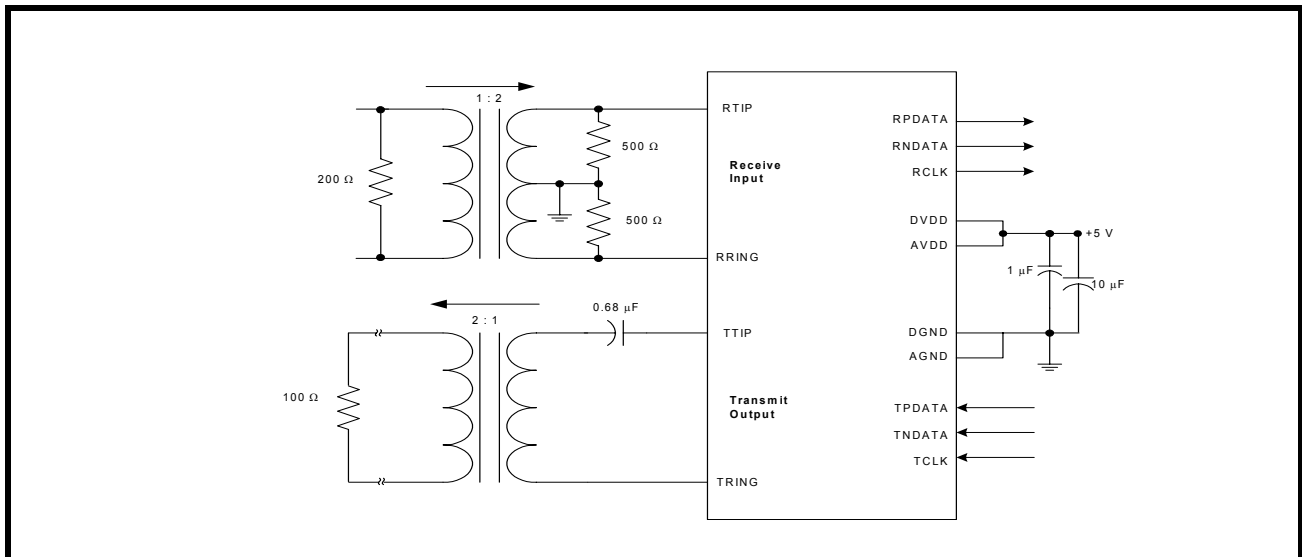 1 : 2
RTIP
RPDATA
500 Ω
RNDATA
Receive
Input
200 Ω
RCLK
500 Ω
DVDD
+5 V
AVDD
RRING
1 µF
10 µF
2 : 1
0.68 µF
TTIP
DGND
AGND
100 Ω
Transmit
Output
TPDATA
TNDATA
TCLK
TRING